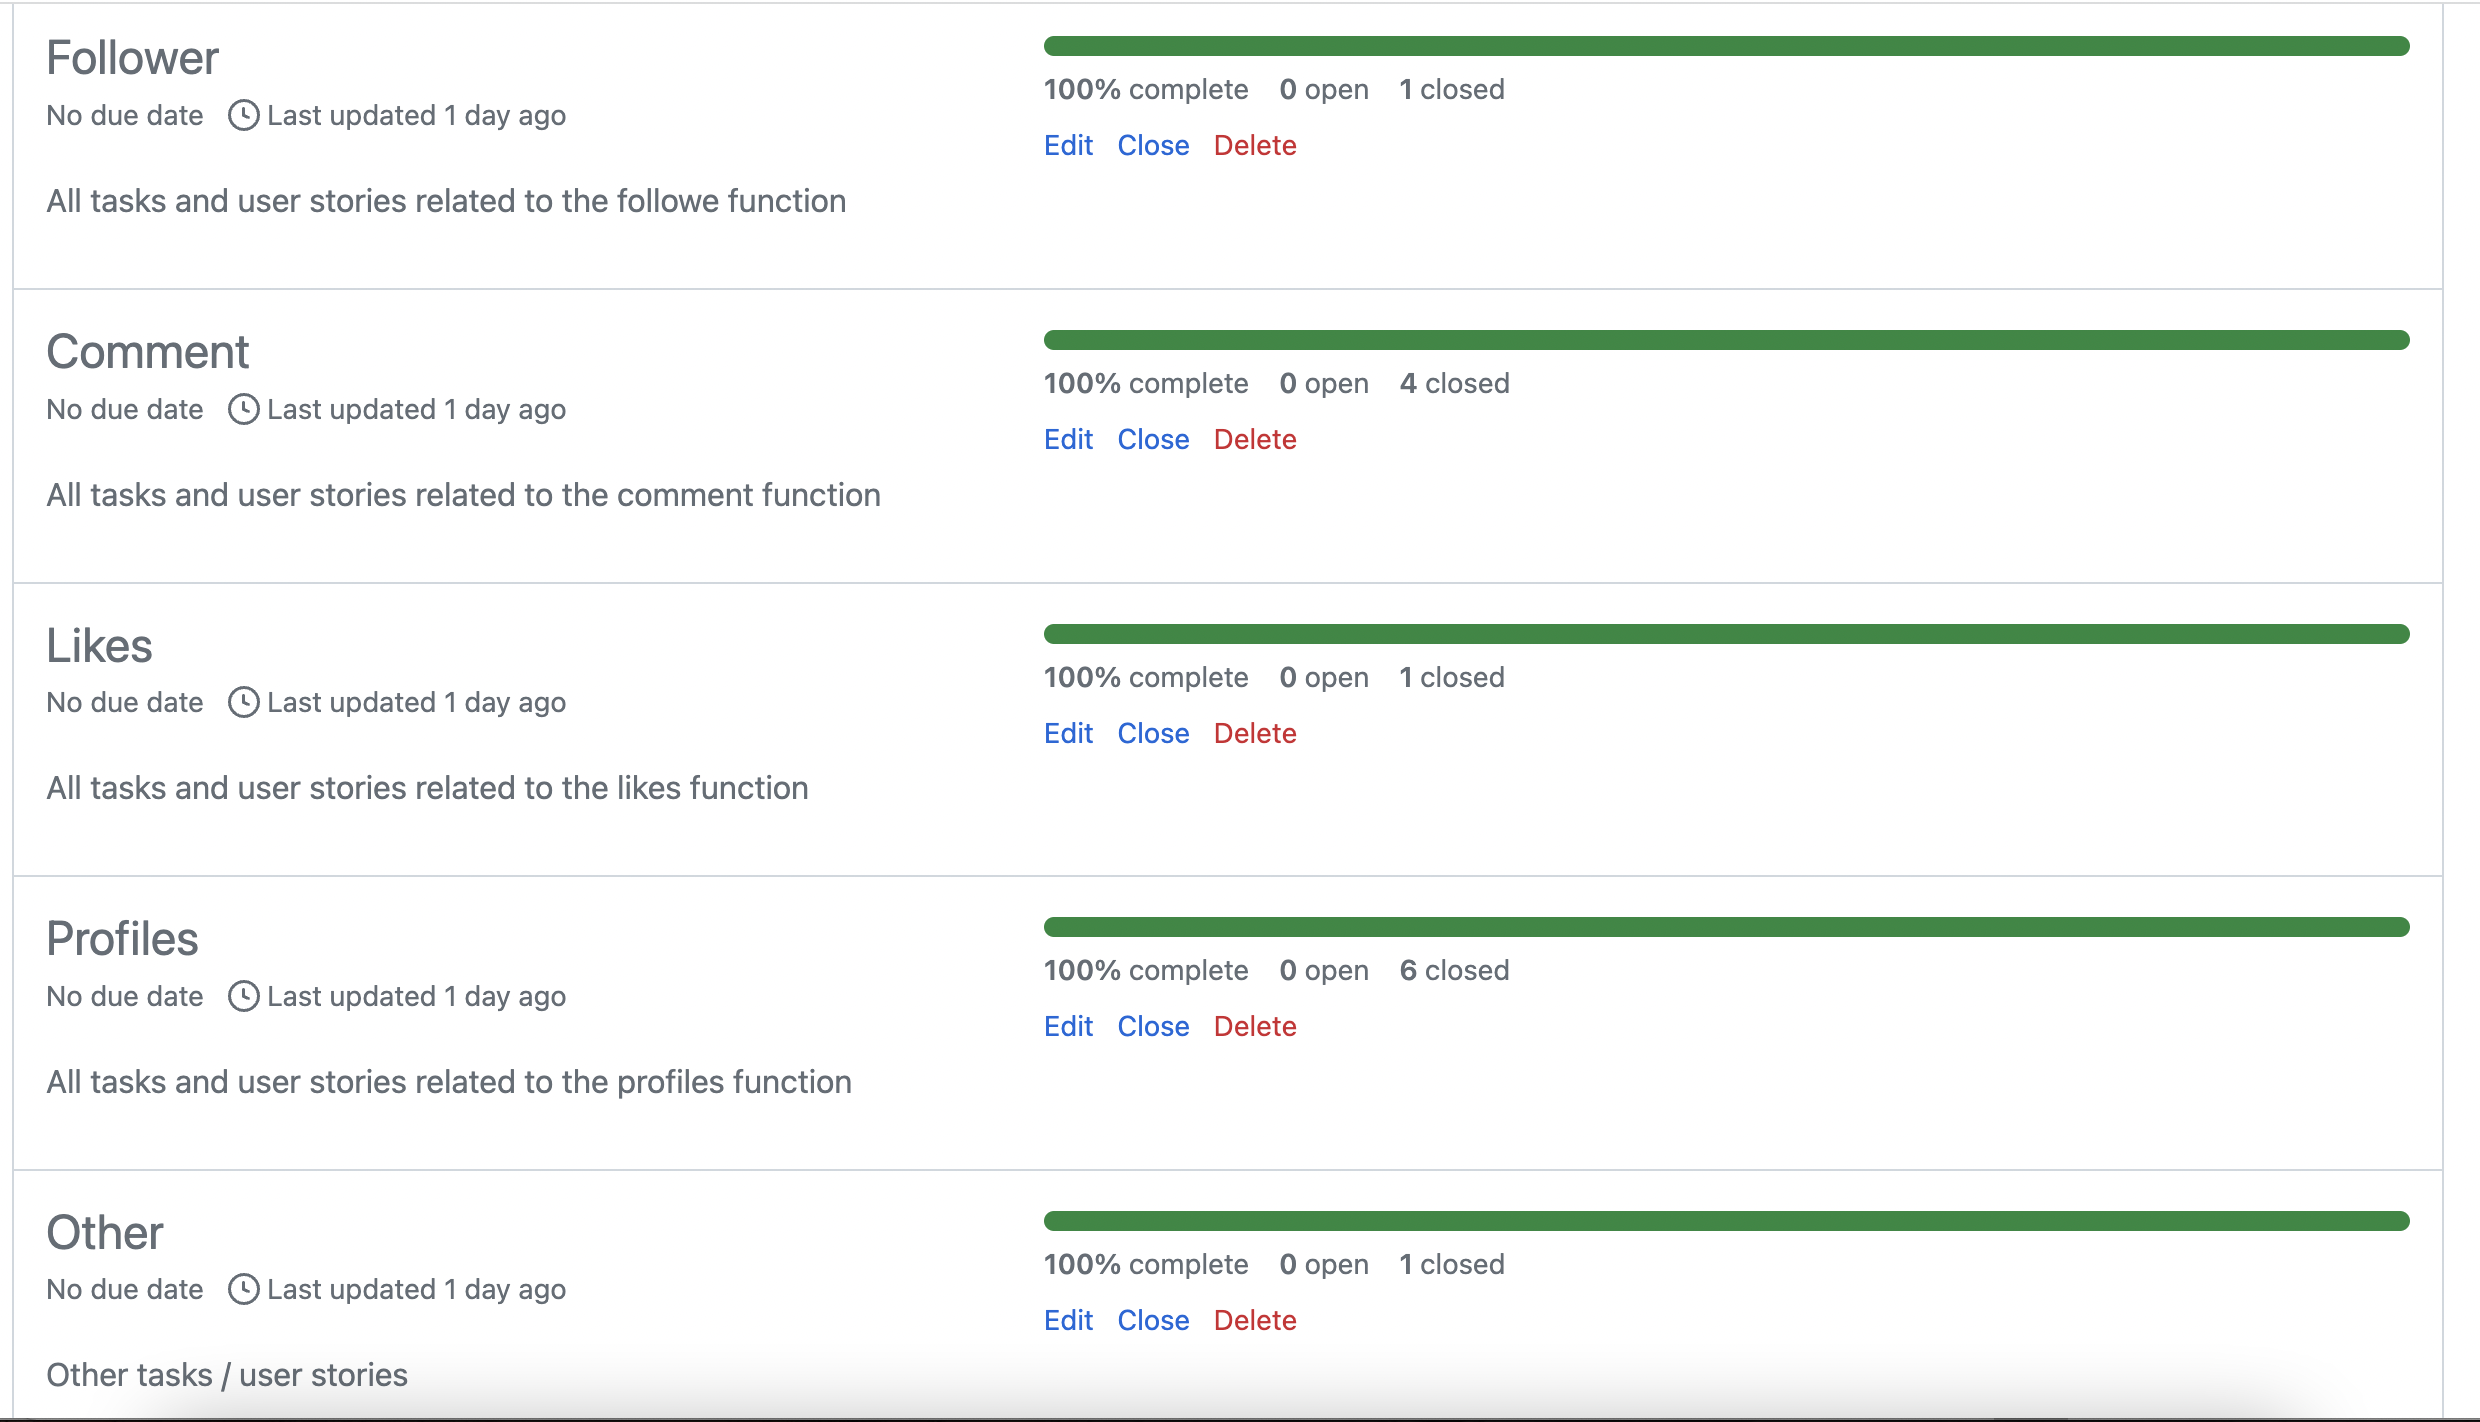 Follower
No due date Last updated 1 day ago
All tasks and user stories related to the followe function
100% complete 0 open 1 closed
Edit Close Delete
Comment
No due date Last updated 1 day ago
All tasks and user stories related to the comment function
100% complete 0 open 4 closed
Edit Close Delete
Likes
No due date Last updated 1 day ago
All tasks and user stories related to the likes function
100% complete 0 open 1 closed
Edit Close Delete
Profiles
No due date Last updated 1 day ago
All tasks and user stories related to the profiles function
100% complete 0 open 6 closed
Edit Close Delete
Other
No due date Last updated 1 day ago
Other tasks / user stories
100% complete 0 open 1 closed
Edit Close Delete